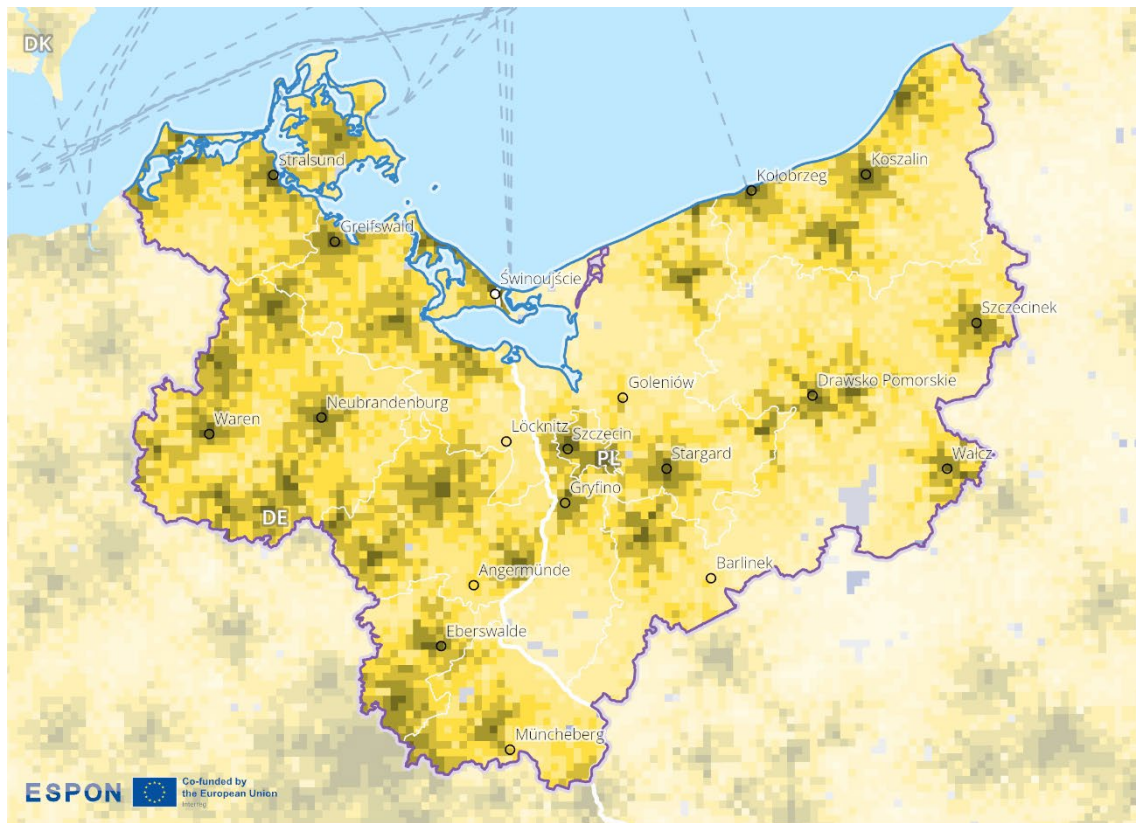 DK
Stralsund
Koszalin
Kołobrzeg
Greifswald
Świnoujście
Szczecinek
Drawsko Pomorskie
Goleniów
Neubrandenburg
Waren
Löcknitz
Szczecin
PL
Stargard
Wałcz
Gryfino
DE
Angermünde
Barlinek
Eberswalde
Müncheberg
ESPON
Co-funded by
the European Union
Interreg